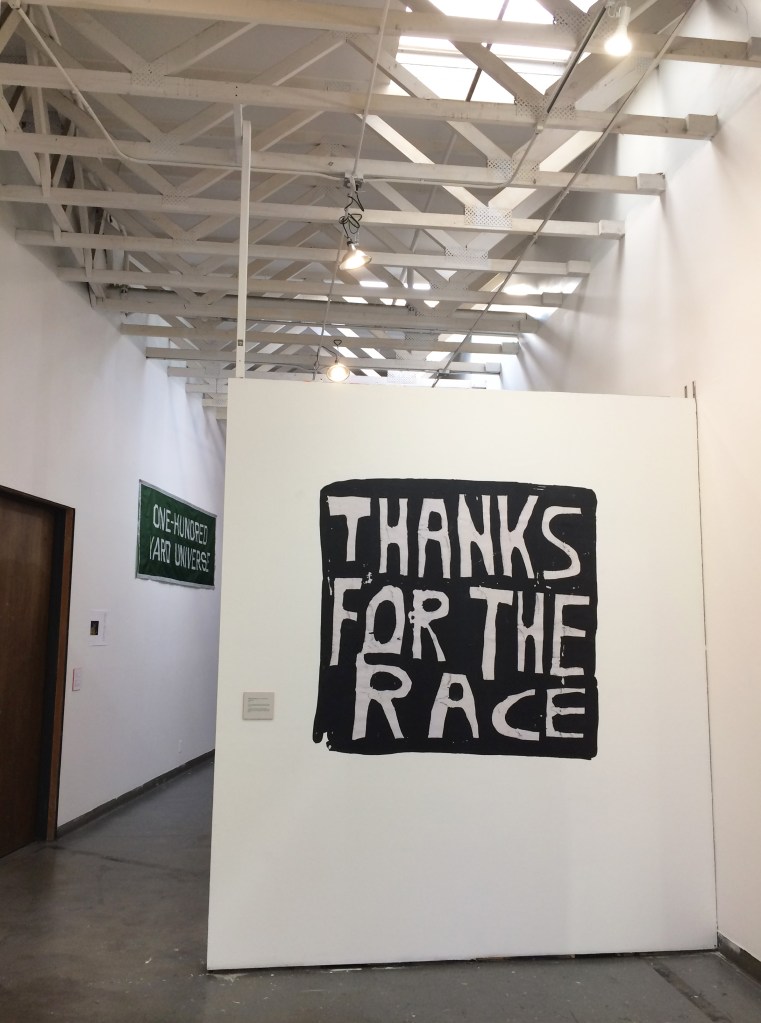 ONE-HUNDRED
YARD UNIVERSE
THANKS
FOR THE
RACE